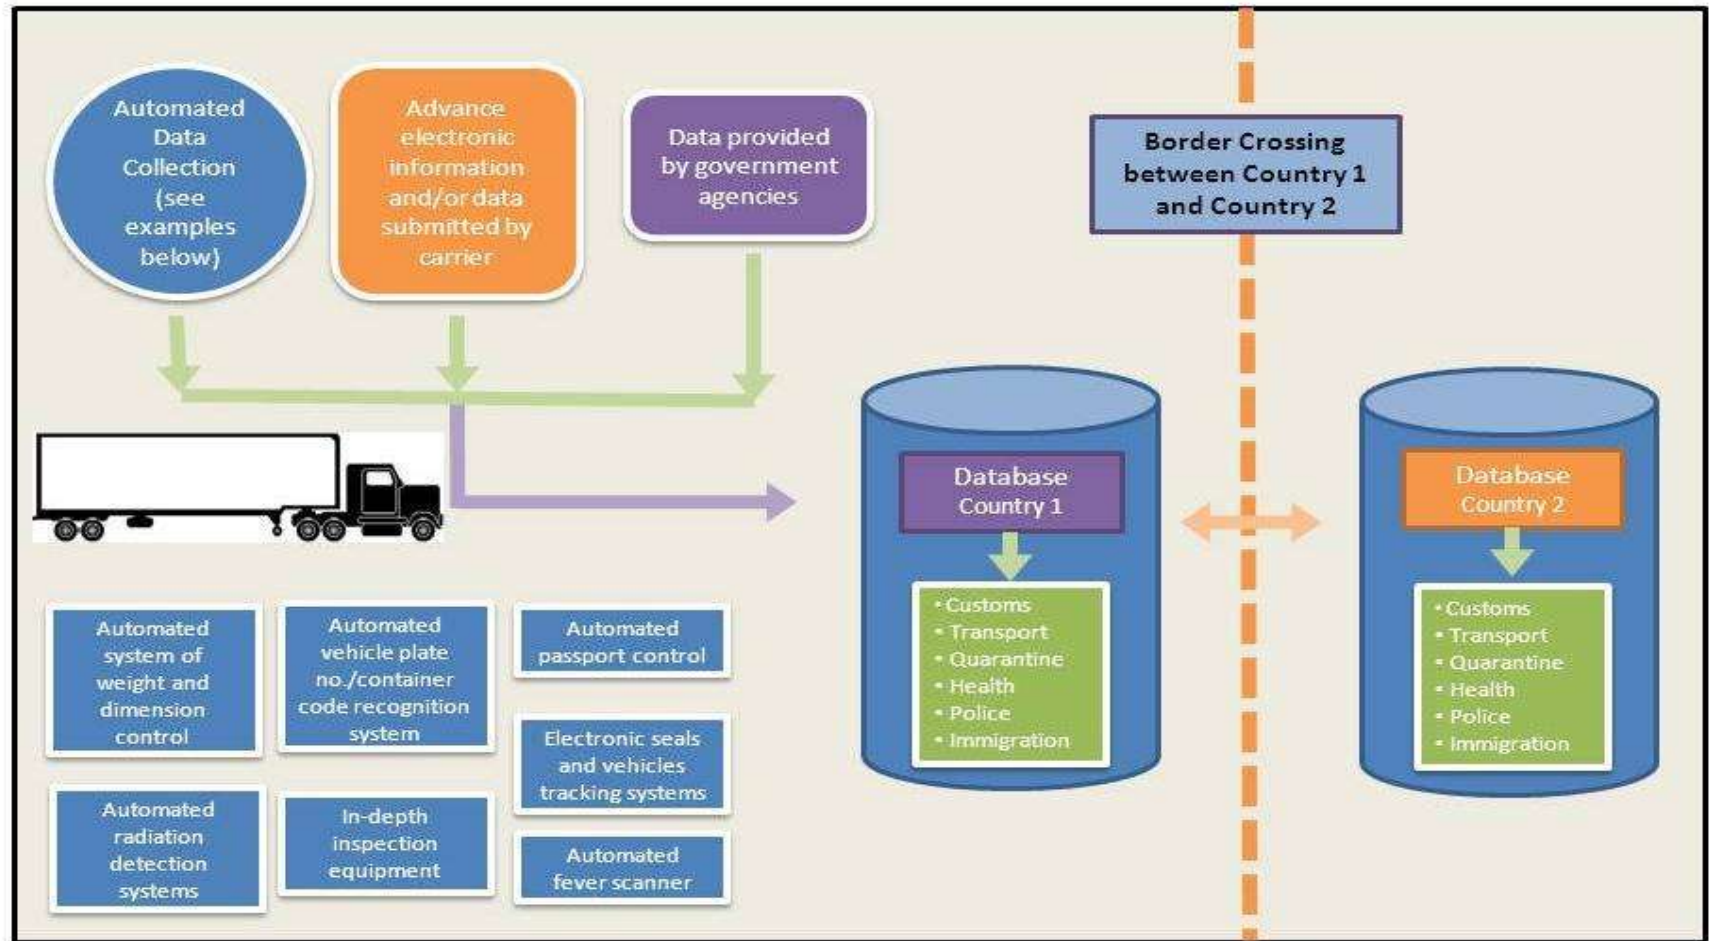 Automated
Data
Collection
(see
examples
below)
Advance
electronic
information
and/or data
submitted by
carrier
Data provided
by government
agencies
Border Crossing
between Country 1
and Country 2
Database
Country 1
• Customs
• Transport
• Quarantine
• Health
• Police
• Immigration
Database
Country 2
• Customs
• Transport
• Quarantine
• Health
• Police
• Immigration
Automated
system of
weight and
dimension
control
Automated
vehicle plate
no./container
code recognition
system
Automated
passport control
Electronic seals
and vehicles
tracking systems
Automated
radiation
detection
systems
In-depth
inspection
equipment
Automated
fever scanner